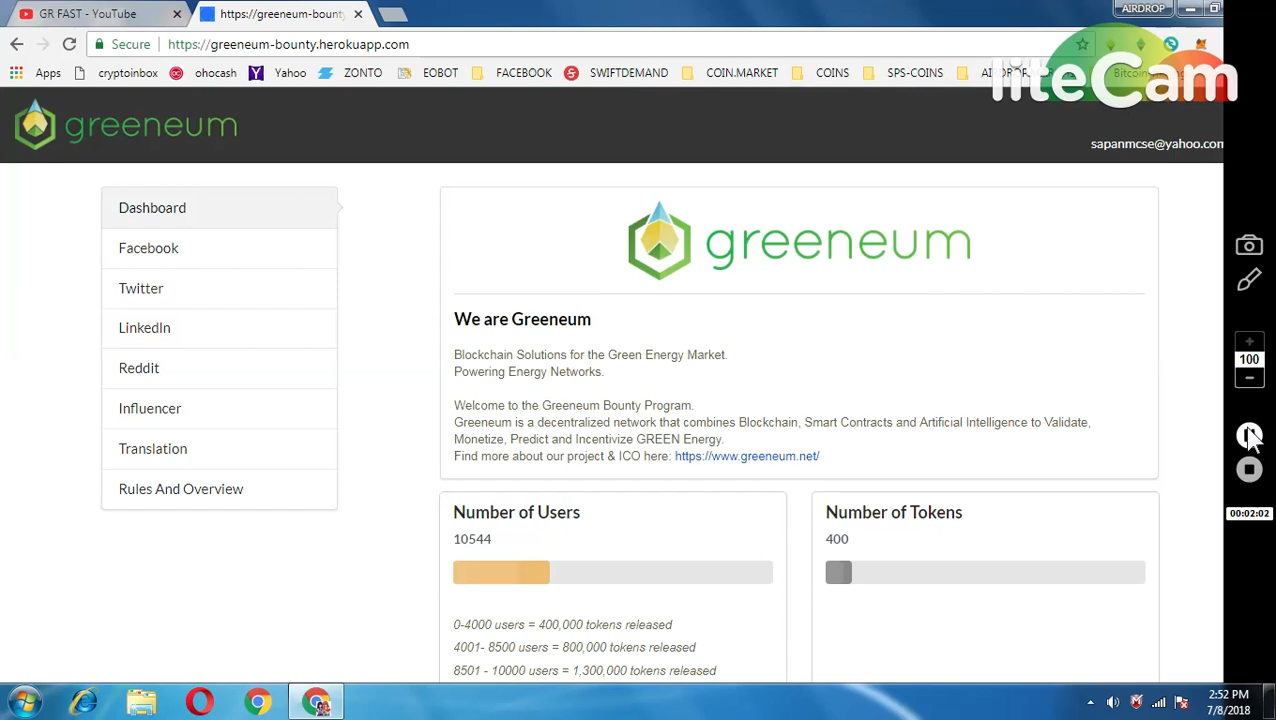 GR FAST - YouTube
https://greeneum-bount
AIRDROP
Secure
https://greeneum-bounty.herokuapp.com
Apps
cryptoinbox
ohocash
Yahoo
ZONTO
EOBOT
FACEBOOK
SWIFTDEMAND
COIN.MARKET
COINS
SPS-COINS
liteCam
greeneum
sapanmcse@yahoo.com
Dashboard
Facebook
Twitter
LinkedIn
Reddit
Influencer
Translation
Rules And Overview
greeneum
We are Greeneum
Blockchain Solutions for the Green Energy Market.
Powering Energy Networks.
Welcome to the Greeneum Bounty Program.
Greeneum is a decentralized network that combines Blockchain, Smart Contracts and Artificial Intelligence to Validate,
Monetize, Predict and Incentivize GREEN Energy.
Find more about our project & ICO here: https://www.greeneum.net/
Number of Users
10544
0-4000 users = 400,000 tokens released
4001- 8500 users = 800,000 tokens released
8501 - 10000 users = 1,300,000 tokens released
Number of Tokens
400
100
00:02:02
2:52 PM
7/8/2018